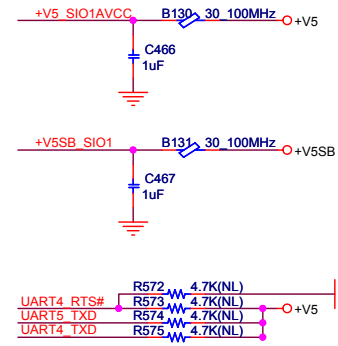 +V5_SIO1AVCC B130 30_100MHz +V5
C466
1uF
+V5SB_SIO1 B131 30_100MHz +V5SB
C467
1uF
R572 4.7K(NL)
UART4_RTS# R573 4.7K(NL) +V5
UART5_TXD R574 4.7K(NL)
UART4_TXD R575 4.7K(NL)